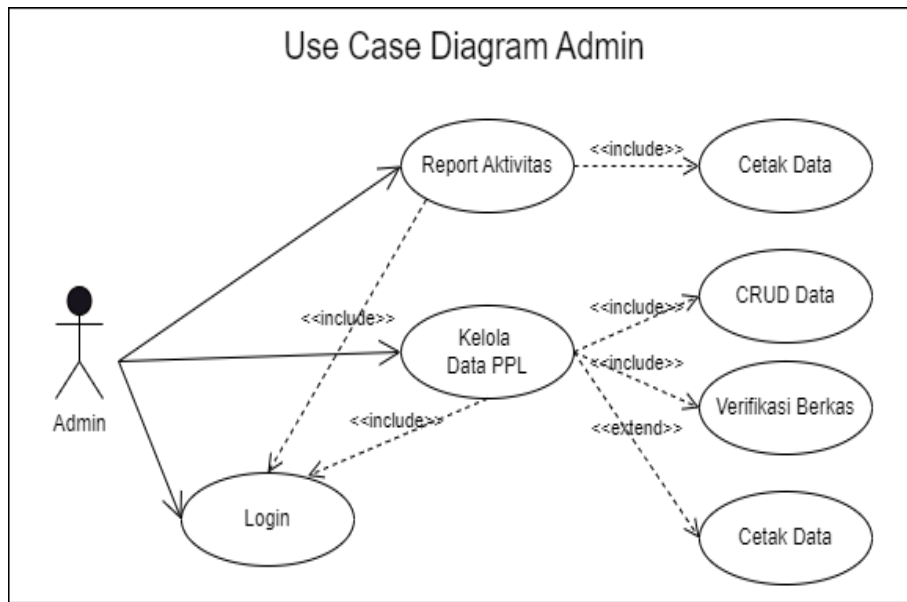 Use Case Diagram Admin
Report Aktivitas
<<include>>
Cetak Data
<<include>>
Kelola
Data PPL
<<include>>
CRUD Data
<<include>>
Verifikasi Berkas
<<extend>>
Cetak Data
Admin
<<include>>
Login